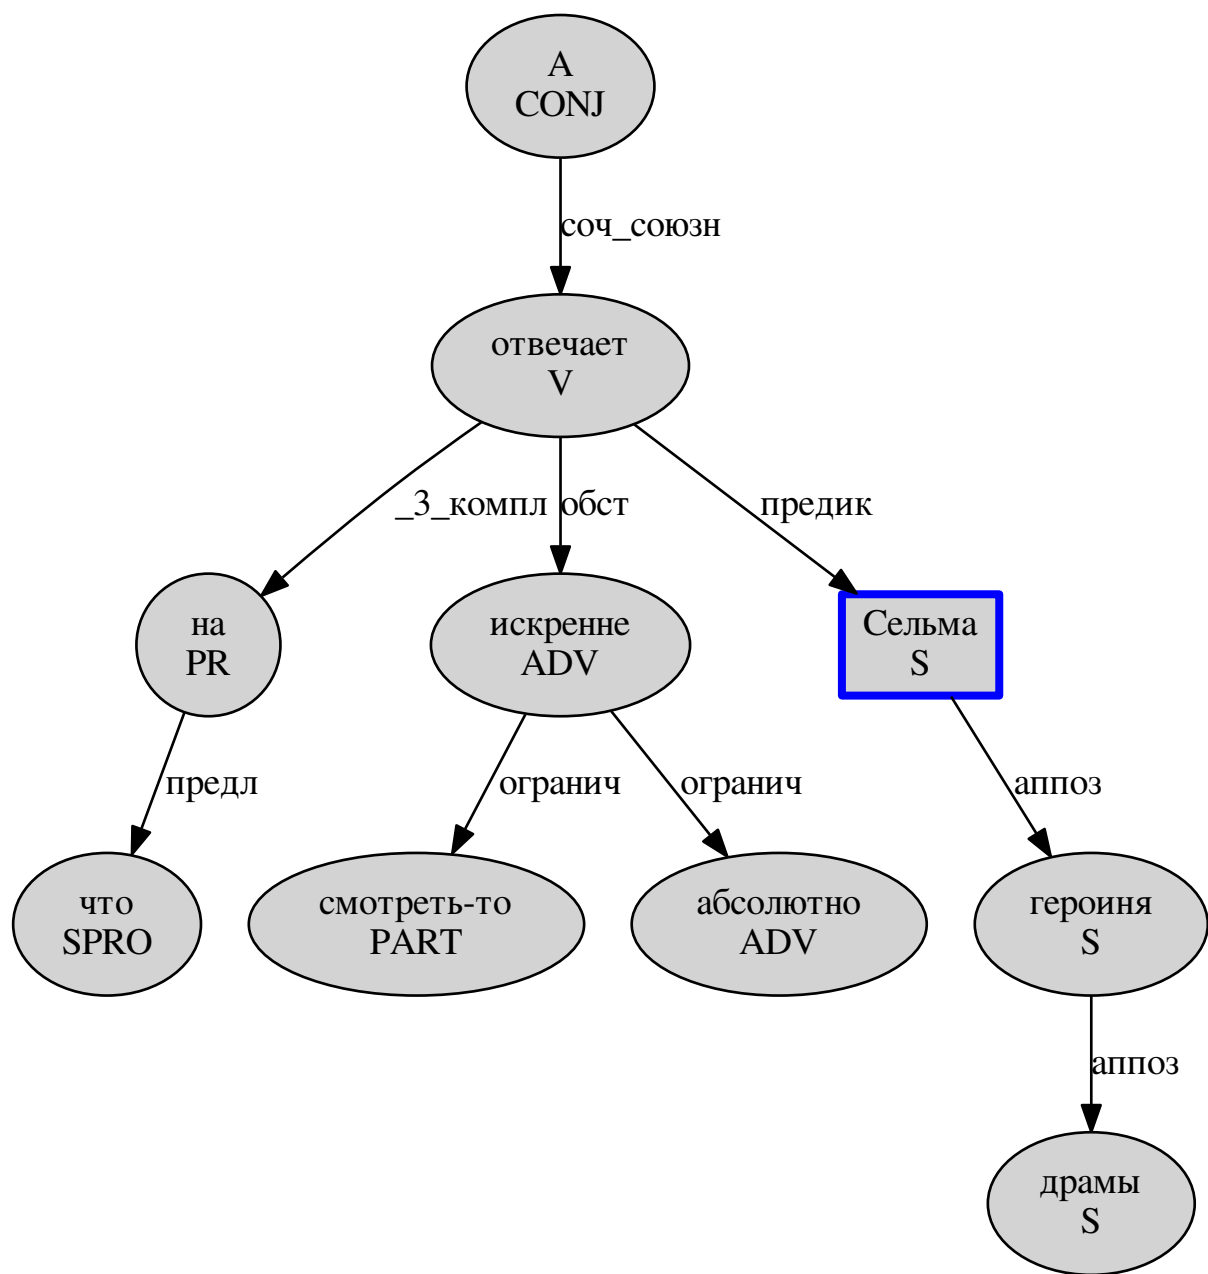 А
CONJ
соч_союзн
отвечает
V
_3_компл
обст
предик
на
PR
искренне
ADV
Сельма
S
предл
огранич
огранич
аппоз
что
SPRO
смотреть-то
PART
абсолютно
ADV
героиня
S
аппоз
драмы
S